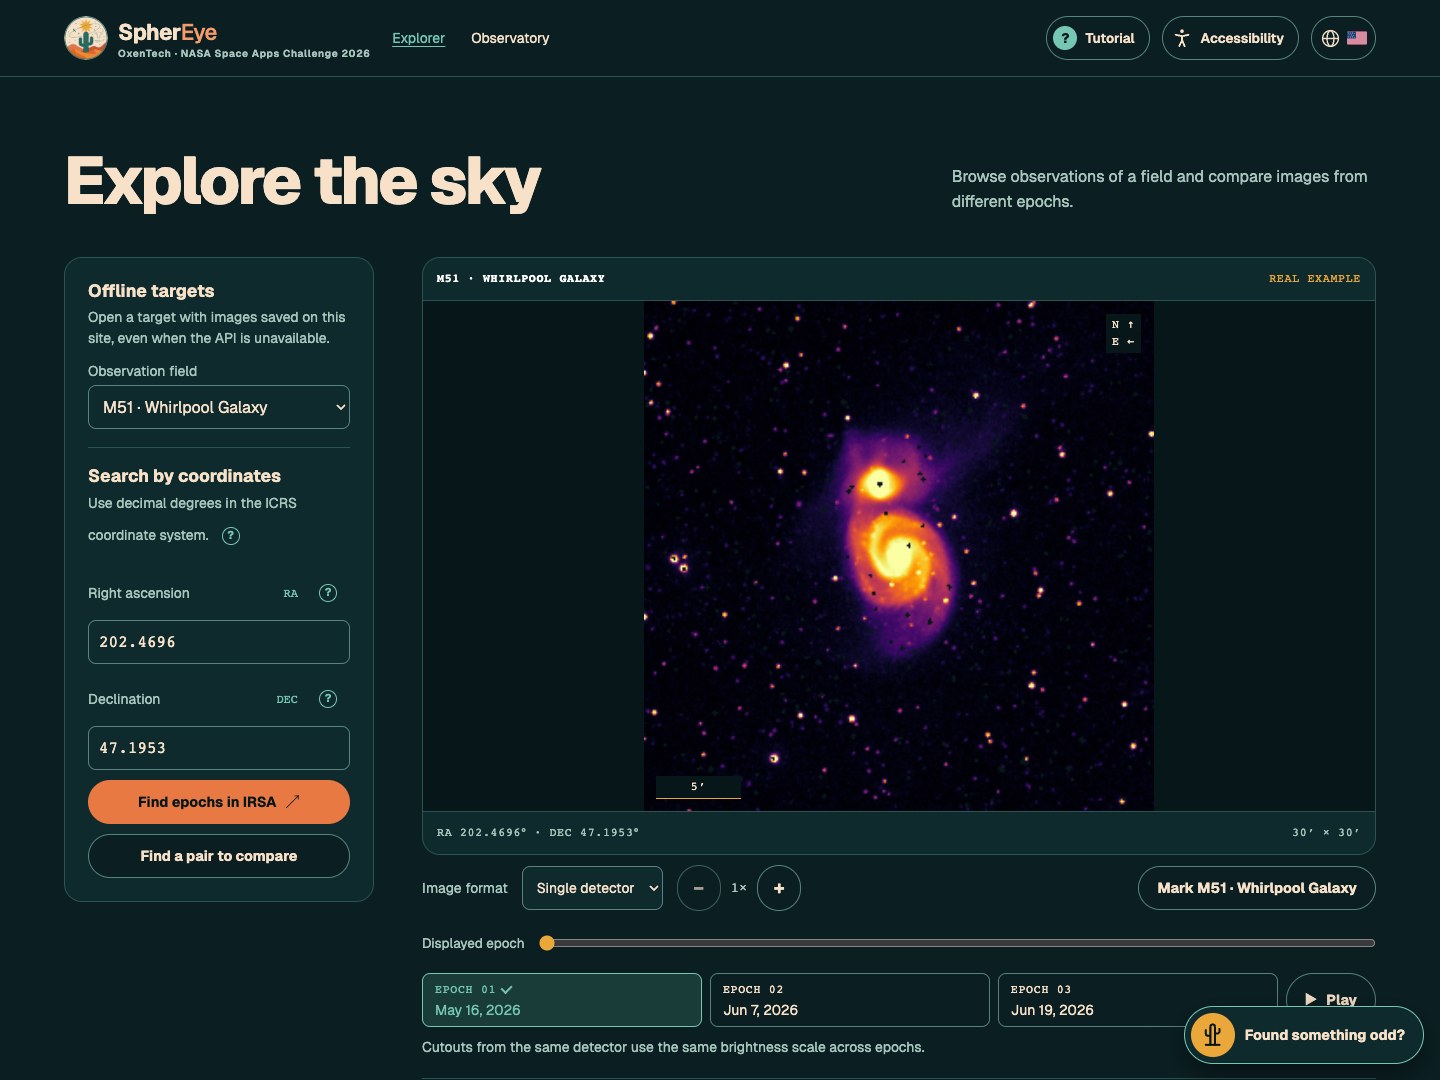 SpherEye
OxenTech · NASA Space Apps Challenge 2026
Explorer
Observatory
? Tutorial
Accessibility
Explore the sky
Browse observations of a field and compare images from
different epochs.
Offline targets
Open a target with images saved on this
site, even when the API is unavailable.
Observation field
M51 · Whirlpool Galaxy
Search by coordinates
Use decimal degrees in the ICRS
coordinate system. ?
Right ascension RA ?
202.4696
Declination DEC ?
47.1953
Find epochs in IRSA
Find a pair to compare
M51 · WHIRLPOOL GALAXY
REAL EXAMPLE
N ↑
E ←
5′
RA 202.4696° · DEC 47.1953°
30′ × 30′
Image format
Single detector
− 1× +
Mark M51 · Whirlpool Galaxy
Displayed epoch
EPOCH 01
May 16, 2026
EPOCH 02
Jun 7, 2026
EPOCH 03
Jun 19, 2026
Play
Found something odd?
Cutouts from the same detector use the same brightness scale across epochs.